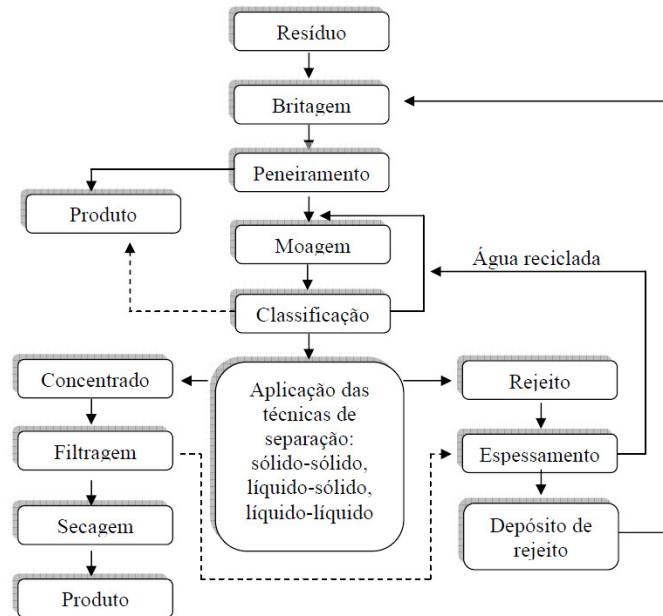 Resíduo
Britagem
Peneiramento
Produto
Moagem
Água reciclada
Classificação
Concentrado
Aplicação das
técnicas de
separação:
sólido-sólido,
líquido-sólido,
líquido-líquido
Rejeito
Filtragem
Espessamento
Secagem
Depósito de
rejeito
Produto